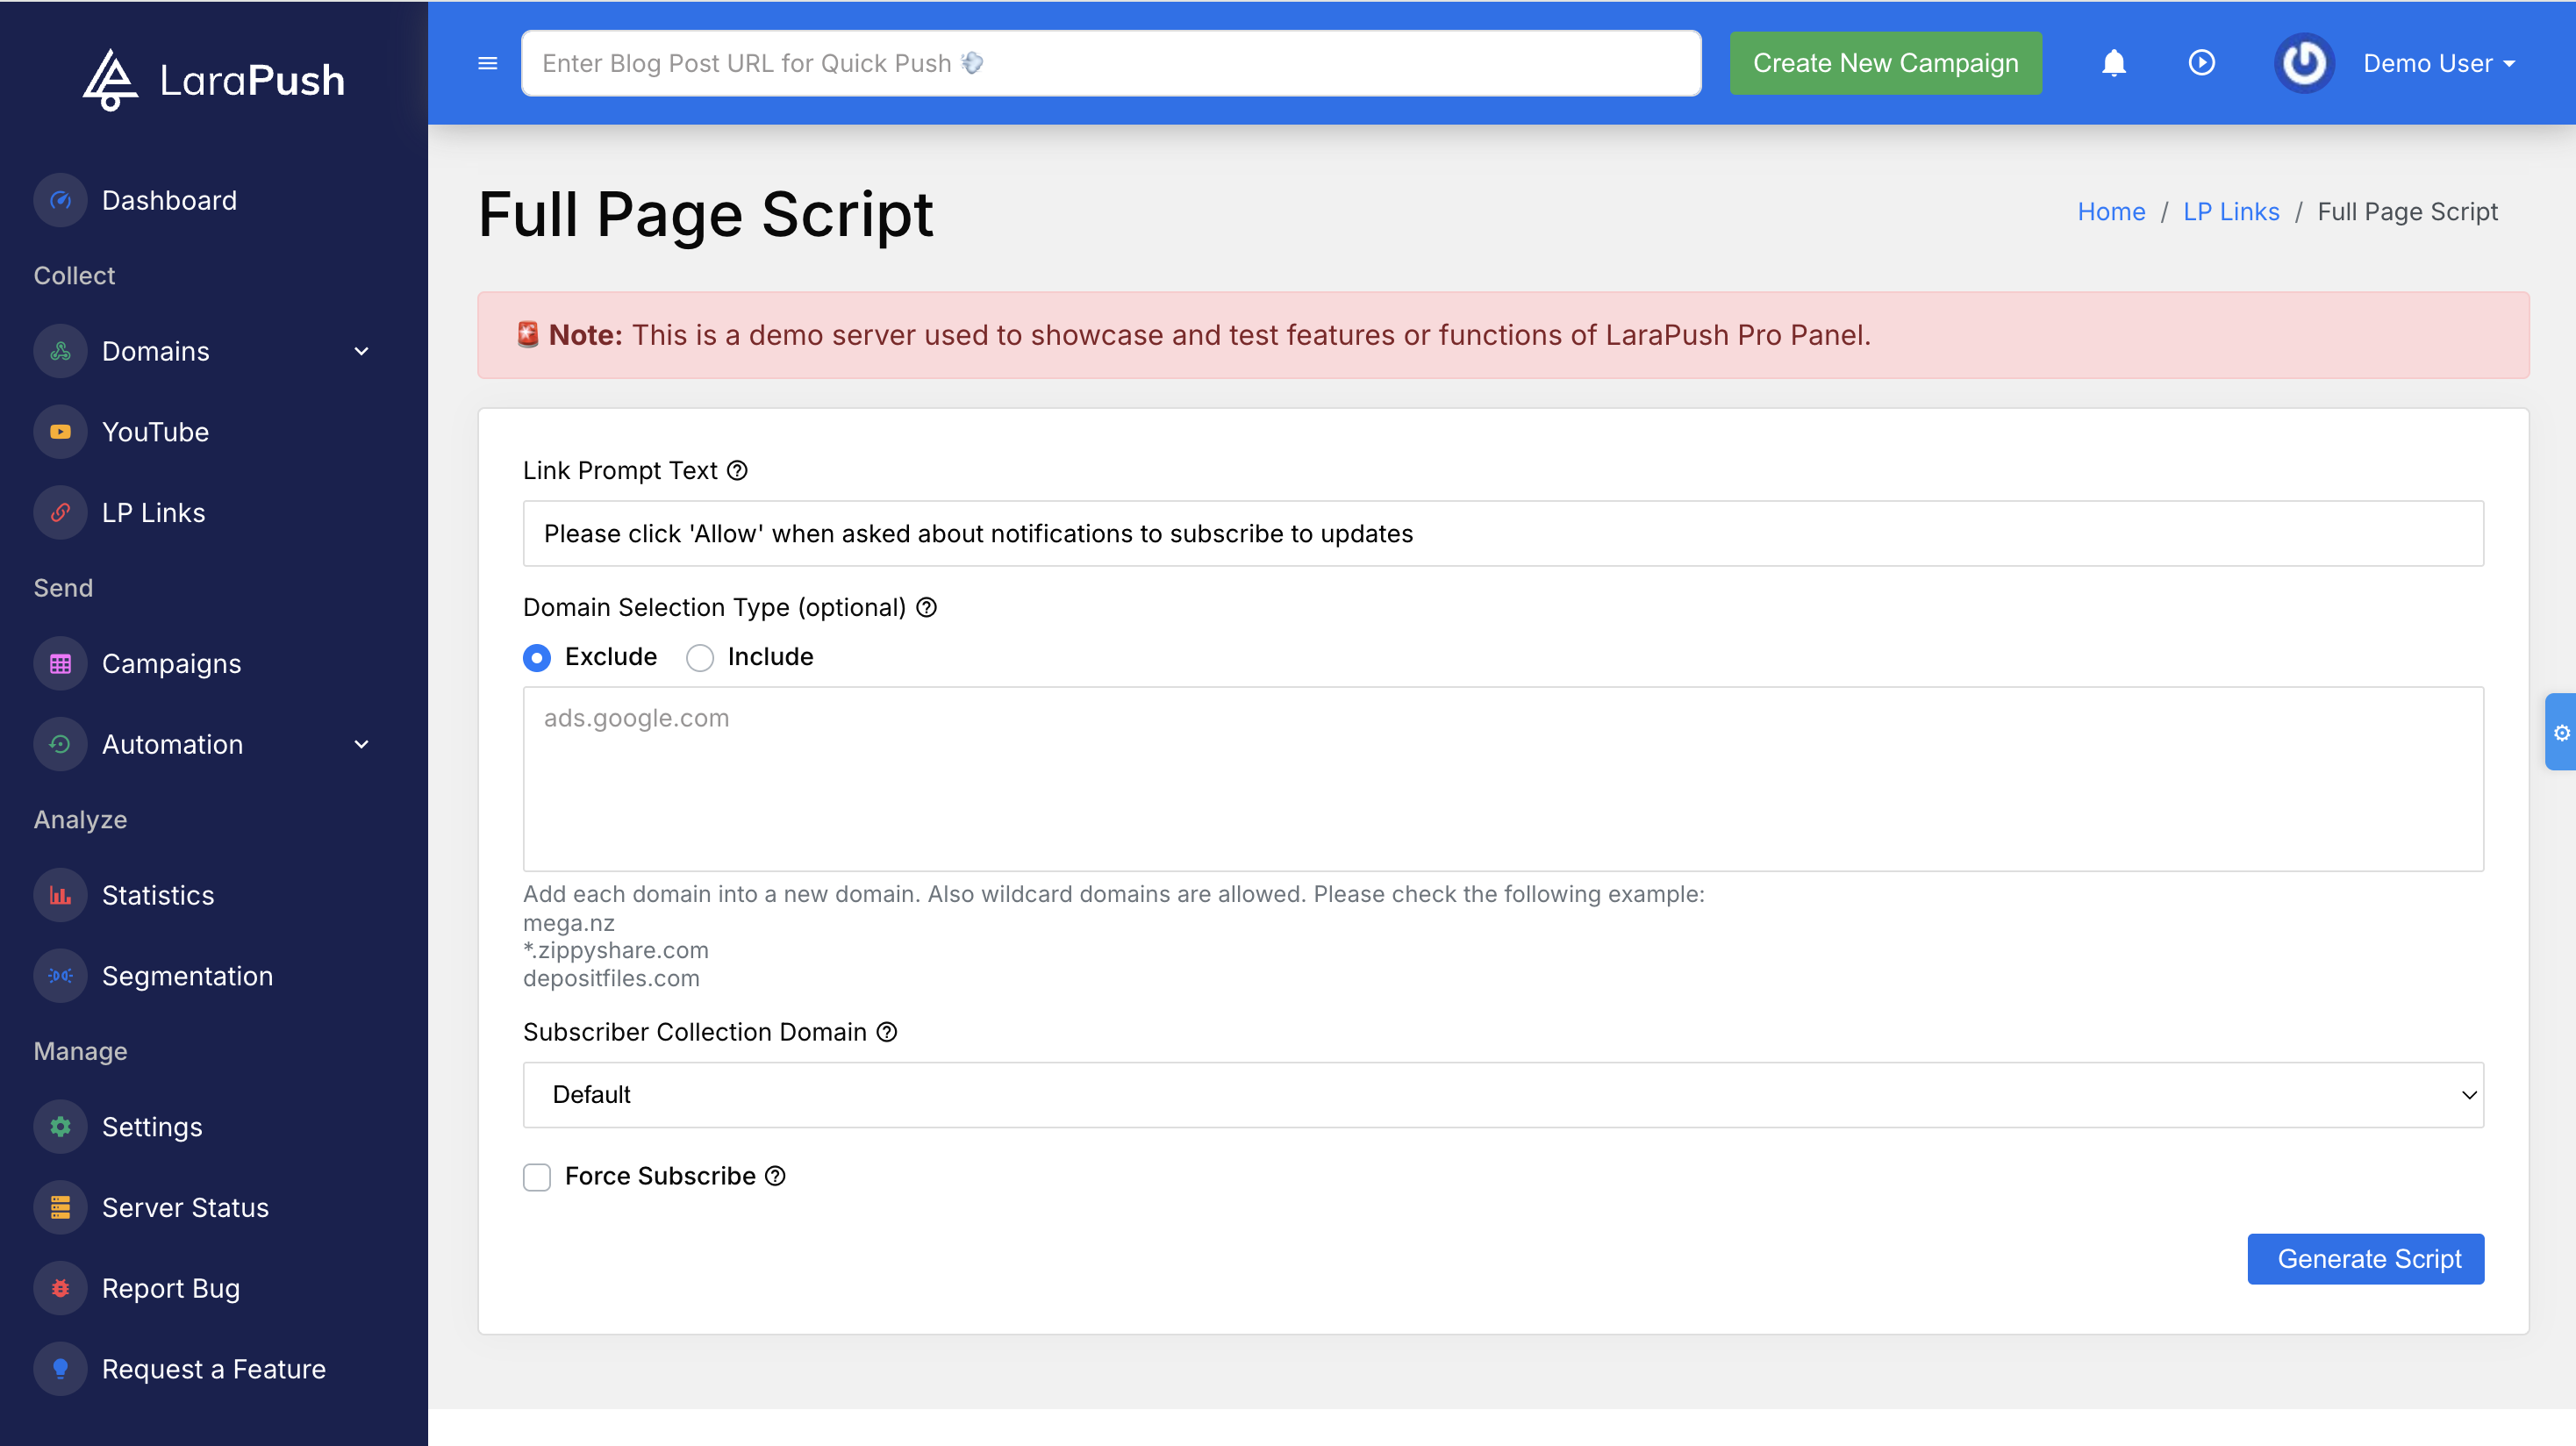 LaraPush
Enter Blog Post URL for Quick Push 💨
Create New Campaign
Demo User
Dashboard
Collect
Domains
YouTube
LP Links
Send
Campaigns
Automation
Analyze
Statistics
Segmentation
Manage
Settings
Server Status
Report Bug
Request a Feature
Full Page Script
Home / LP Links / Full Page Script
🚨 Note: This is a demo server used to showcase and test features or functions of LaraPush Pro Panel.
Link Prompt Text
Please click 'Allow' when asked about notifications to subscribe to updates
Domain Selection Type (optional)
Exclude Include
ads.google.com
Add each domain into a new domain. Also wildcard domains are allowed. Please check the following example:
mega.nz
*.zippyshare.com
depositfiles.com
Subscriber Collection Domain
Default
Force Subscribe
Generate Script